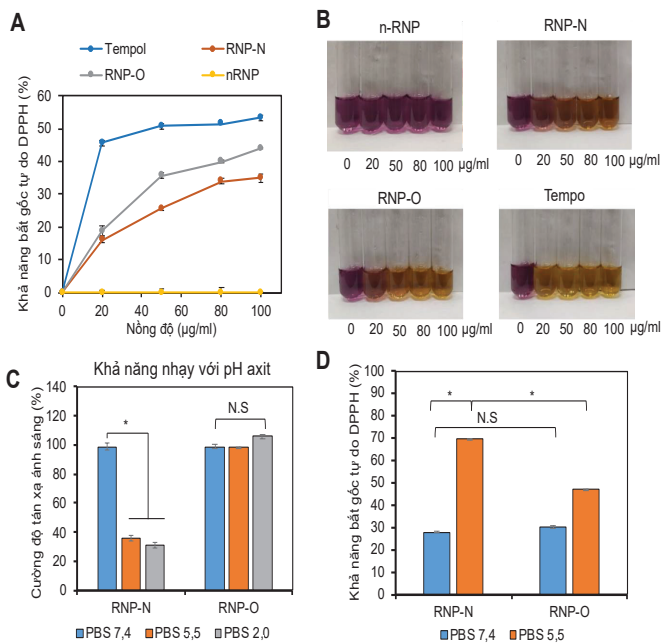 A
Tempol
RNP-N
RNP-O
nRNP
Khả năng bắt gốc tự do DPPH (%)
60
50
40
30
20
10
0
0 20 40 60 80 100
Nồng độ (µg/ml)
B
n-RNP
RNP-N
0 20 50 80 100 µg/ml
0 20 50 80 100 µg/ml
RNP-O
Tempo
0 20 50 80 100 µg/ml
0 20 50 80 100 µg/ml
C
Khả năng nhạy với pH axit
Cường độ tán xạ ánh sáng (%)
140
120
100
80
60
40
20
0
*
N.S
RNP-N
RNP-O
PBS 7,4
PBS 5,5
PBS 2,0
D
Khả năng bắt gốc tự do DPPH (%)
100
90
80
70
60
50
40
30
20
10
0
*
*
N.S
RNP-N
RNP-O
PBS 7,4
PBS 5,5